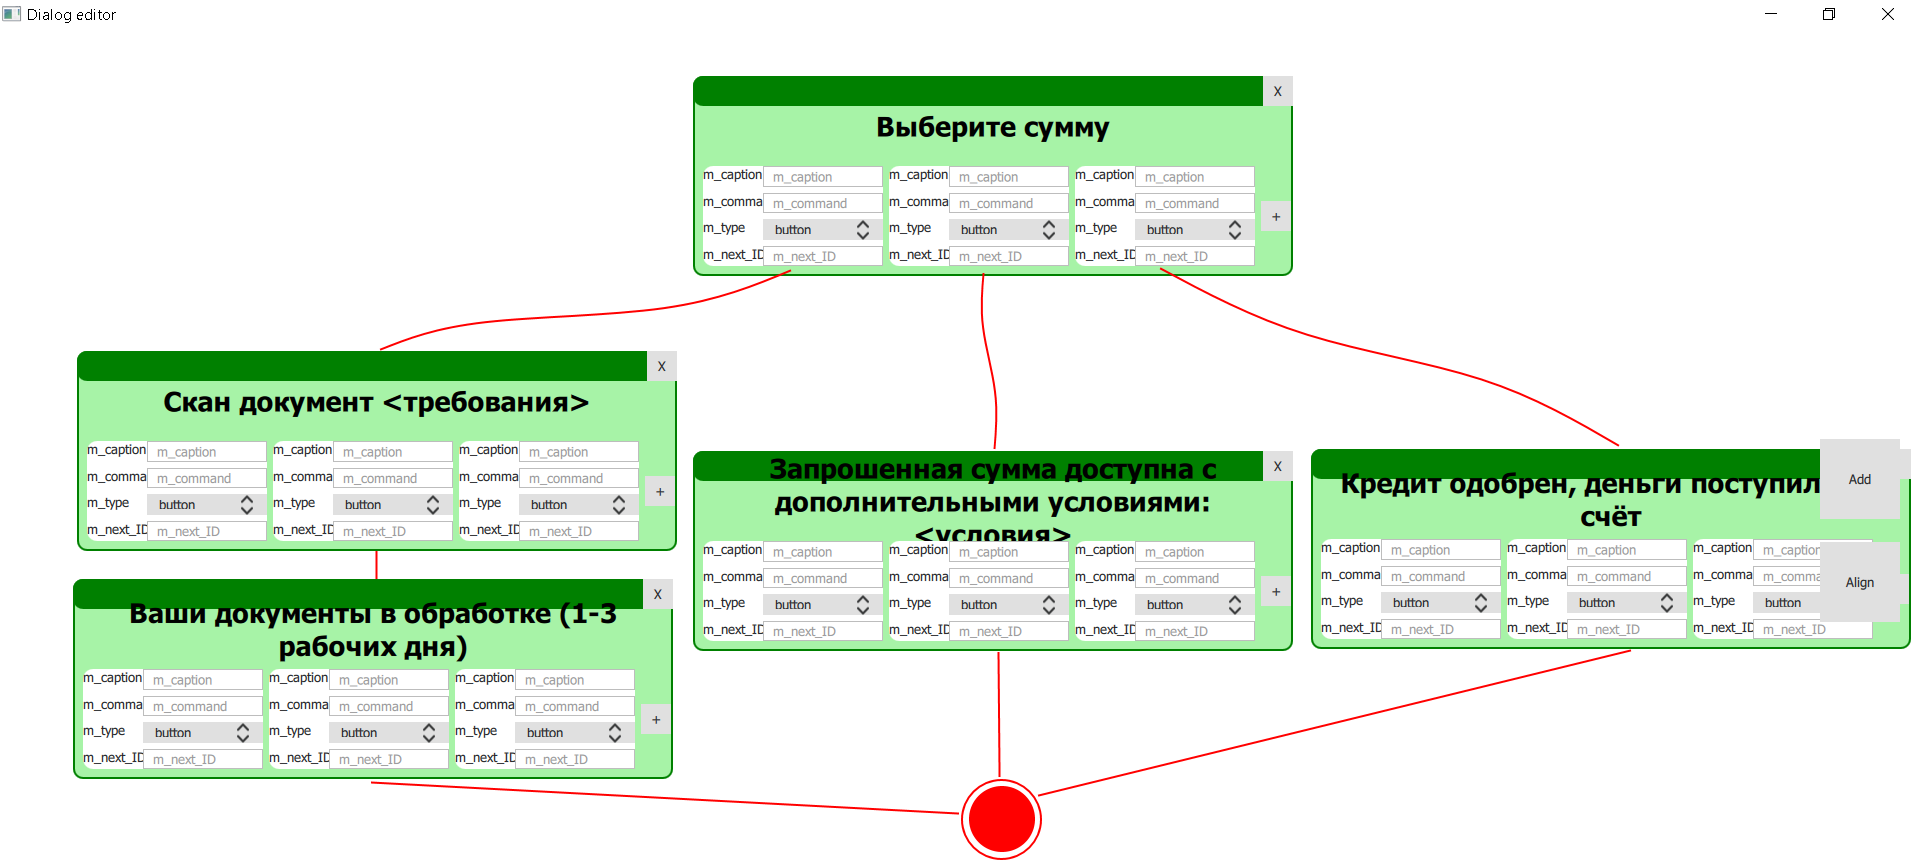 Dialog editor
X
Выберите сумму
m_caption m_caption m_caption m_caption m_caption m_caption
m_comma m_command m_comma m_command m_comma m_command
+
m_type button m_type button m_type button
m_next_ID m_next_ID m_next_ID m_next_ID m_next_ID m_next_ID
X
Скан документ <требования>
m_caption m_caption m_caption m_caption m_caption m_caption
m_comma m_command m_comma m_command m_comma m_command
+
m_type button m_type button m_type button
m_next_ID m_next_ID m_next_ID m_next_ID m_next_ID m_next_ID
X
Запрошенная сумма доступна с
дополнительными условиями:
<условия>
m_caption m_caption m_caption m_caption m_caption m_caption
m_comma m_command m_comma m_command m_comma m_command
+
m_type button m_type button m_type button
m_next_ID m_next_ID m_next_ID m_next_ID m_next_ID m_next_ID
Кредит одобрен, деньги поступил
счёт
Add
m_caption m_caption m_caption m_caption m_caption m_caption
m_comma m_command m_comma m_command m_comma m_comma
Align
m_type button m_type button m_type button
m_next_ID m_next_ID m_next_ID m_next_ID m_next_ID m_next_ID
X
Ваши документы в обработке (1-3
рабочих дня)
m_caption m_caption m_caption m_caption m_caption m_caption
m_comma m_command m_comma m_command m_comma m_command
+
m_type button m_type button m_type button
m_next_ID m_next_ID m_next_ID m_next_ID m_next_ID m_next_ID